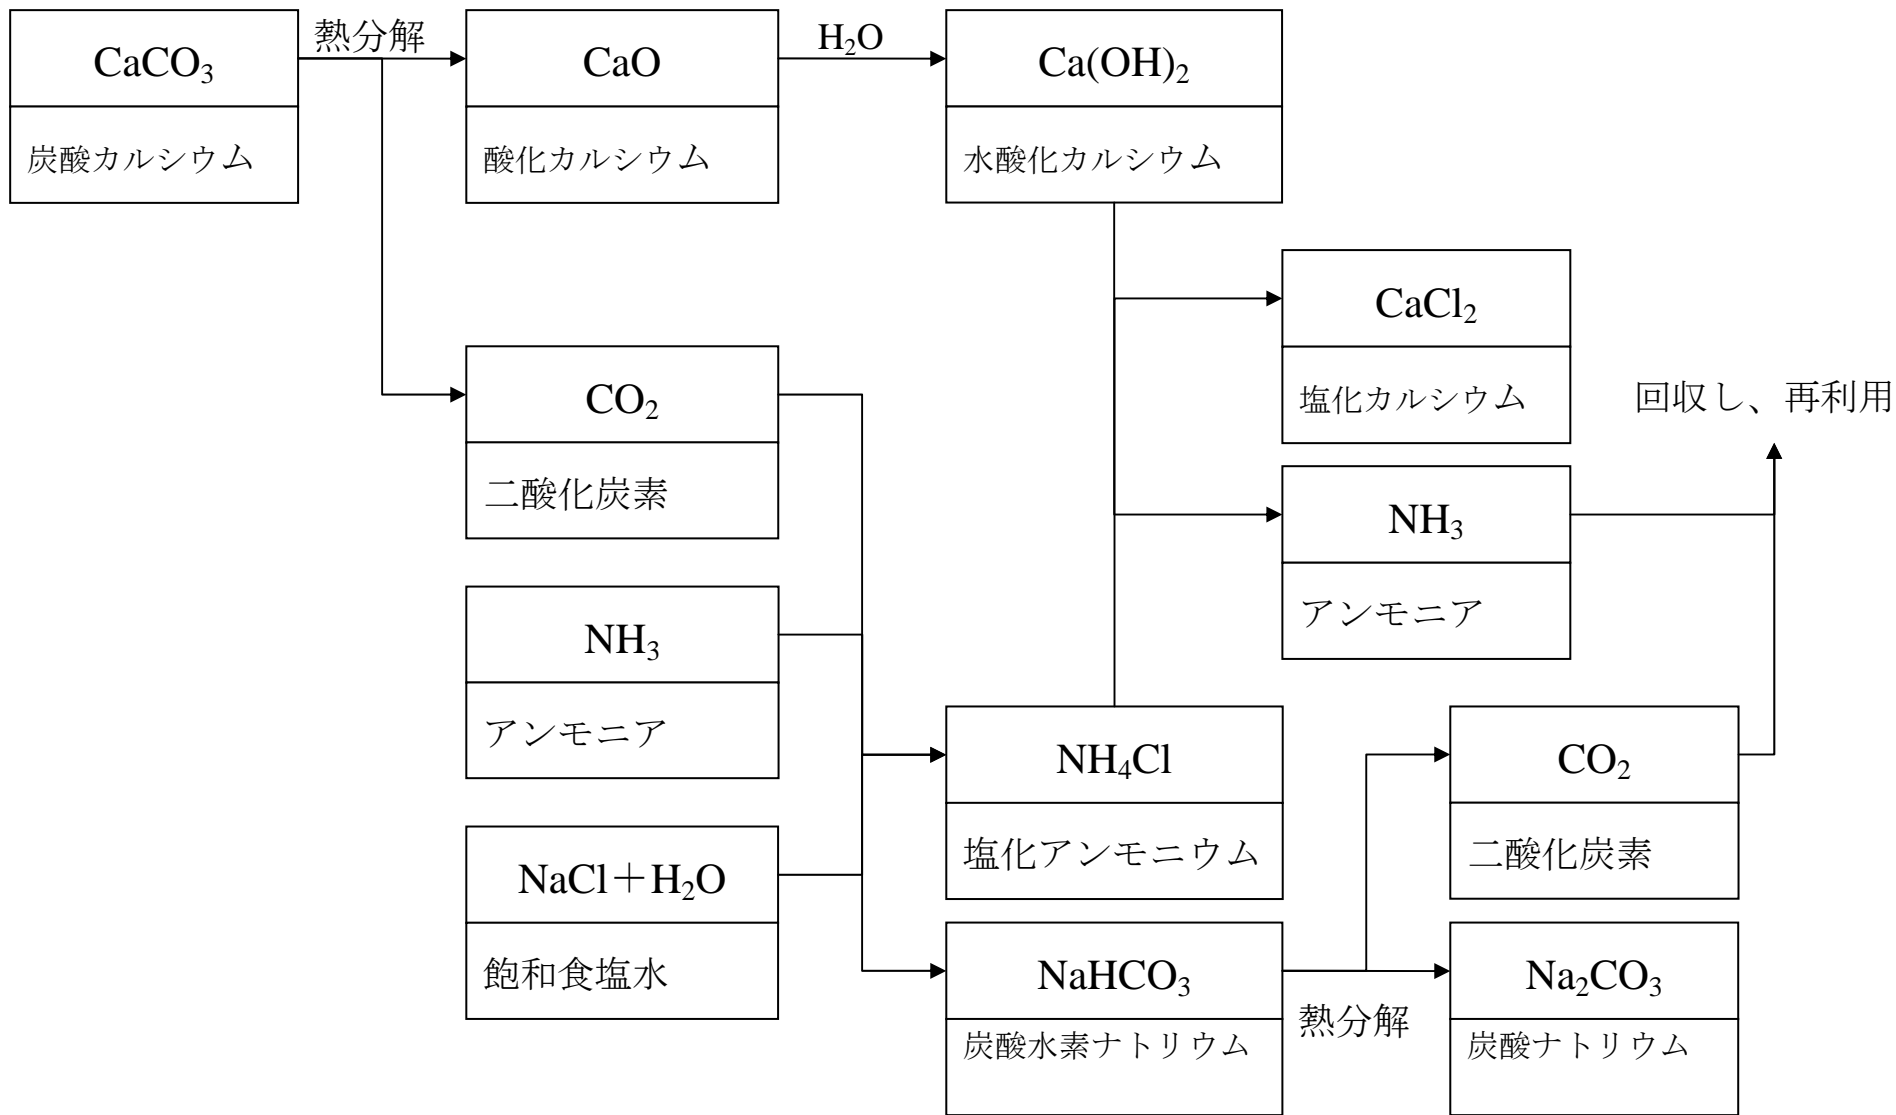 CaCO₃
炭酸カルシウム
熱分解
CaO
酸化カルシウム
H₂O
Ca(OH)₂
水酸化カルシウム
CaCl₂
塩化カルシウム
回収し、再利用
CO₂
二酸化炭素
NH₃
アンモニア
NH₃
アンモニア
NH₄Cl
塩化アンモニウム
CO₂
二酸化炭素
NaCl＋H₂O
飽和食塩水
NaHCO₃
炭酸水素ナトリウム
熱分解
Na₂CO₃
炭酸ナトリウム